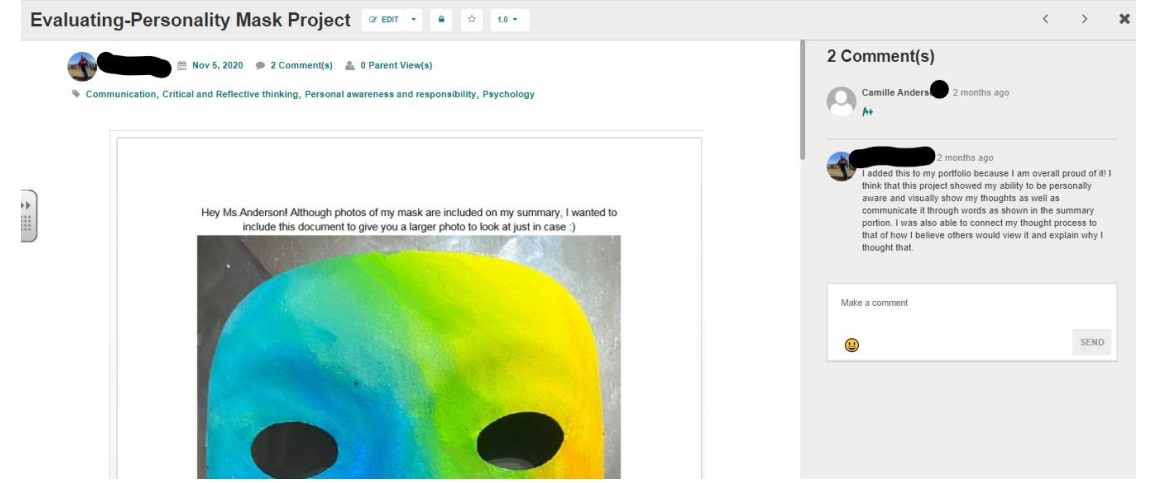 Evaluating-Personality Mask Project
EDIT
1.0
Nov 5, 2020
2 Comment(s)
0 Parent View(s)
Communication, Critical and Reflective thinking, Personal awareness and responsibility, Psychology
Hey Ms.Anderson! Although photos of my mask are included on my summary, I wanted to
include this document to give you a larger photo to look at just in case :)
2 Comment(s)
Camille Anders
2 months ago
A+
2 months ago
I added this to my portfolio because I am overall proud of it! I
think that this project showed my ability to be personally
aware and visually show my thoughts as well as
communicate it through words as shown in the summary
portion. I was also able to connect my thought process to
that of how I believe others would view it and explain why I
thought that.
Make a comment
SEND